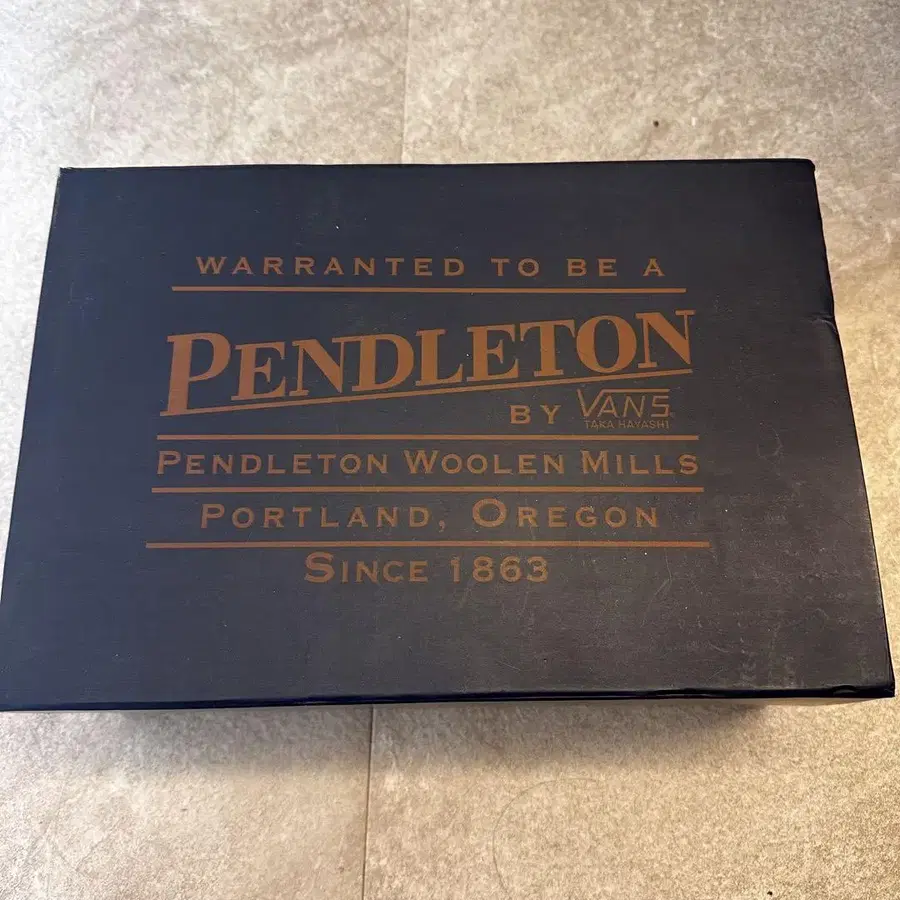 WARRANTED TO BE A
PENDLETON
BY VANS
TAKA HAYASHI
PENDLETON WOOLEN MILLS
PORTLAND, OREGON
SINCE 1863